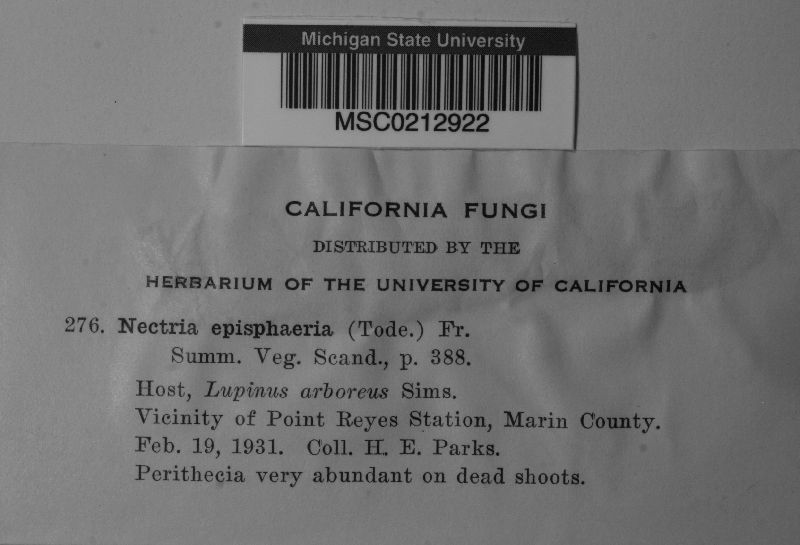 Michigan State University
MSC0212922
CALIFORNIA FUNGI
DISTRIBUTED BY THE
HERBARIUM OF THE UNIVERSITY OF CALIFORNIA
276. Nectria episphaeria (Tode.) Fr.
Summ. Veg. Scand., p. 388.
Host, Lupinus arboreus Sims.
Vicinity of Point Reyes Station, Marin County.
Feb. 19, 1931. Coll. H. E. Parks.
Perithecia very abundant on dead shoots.